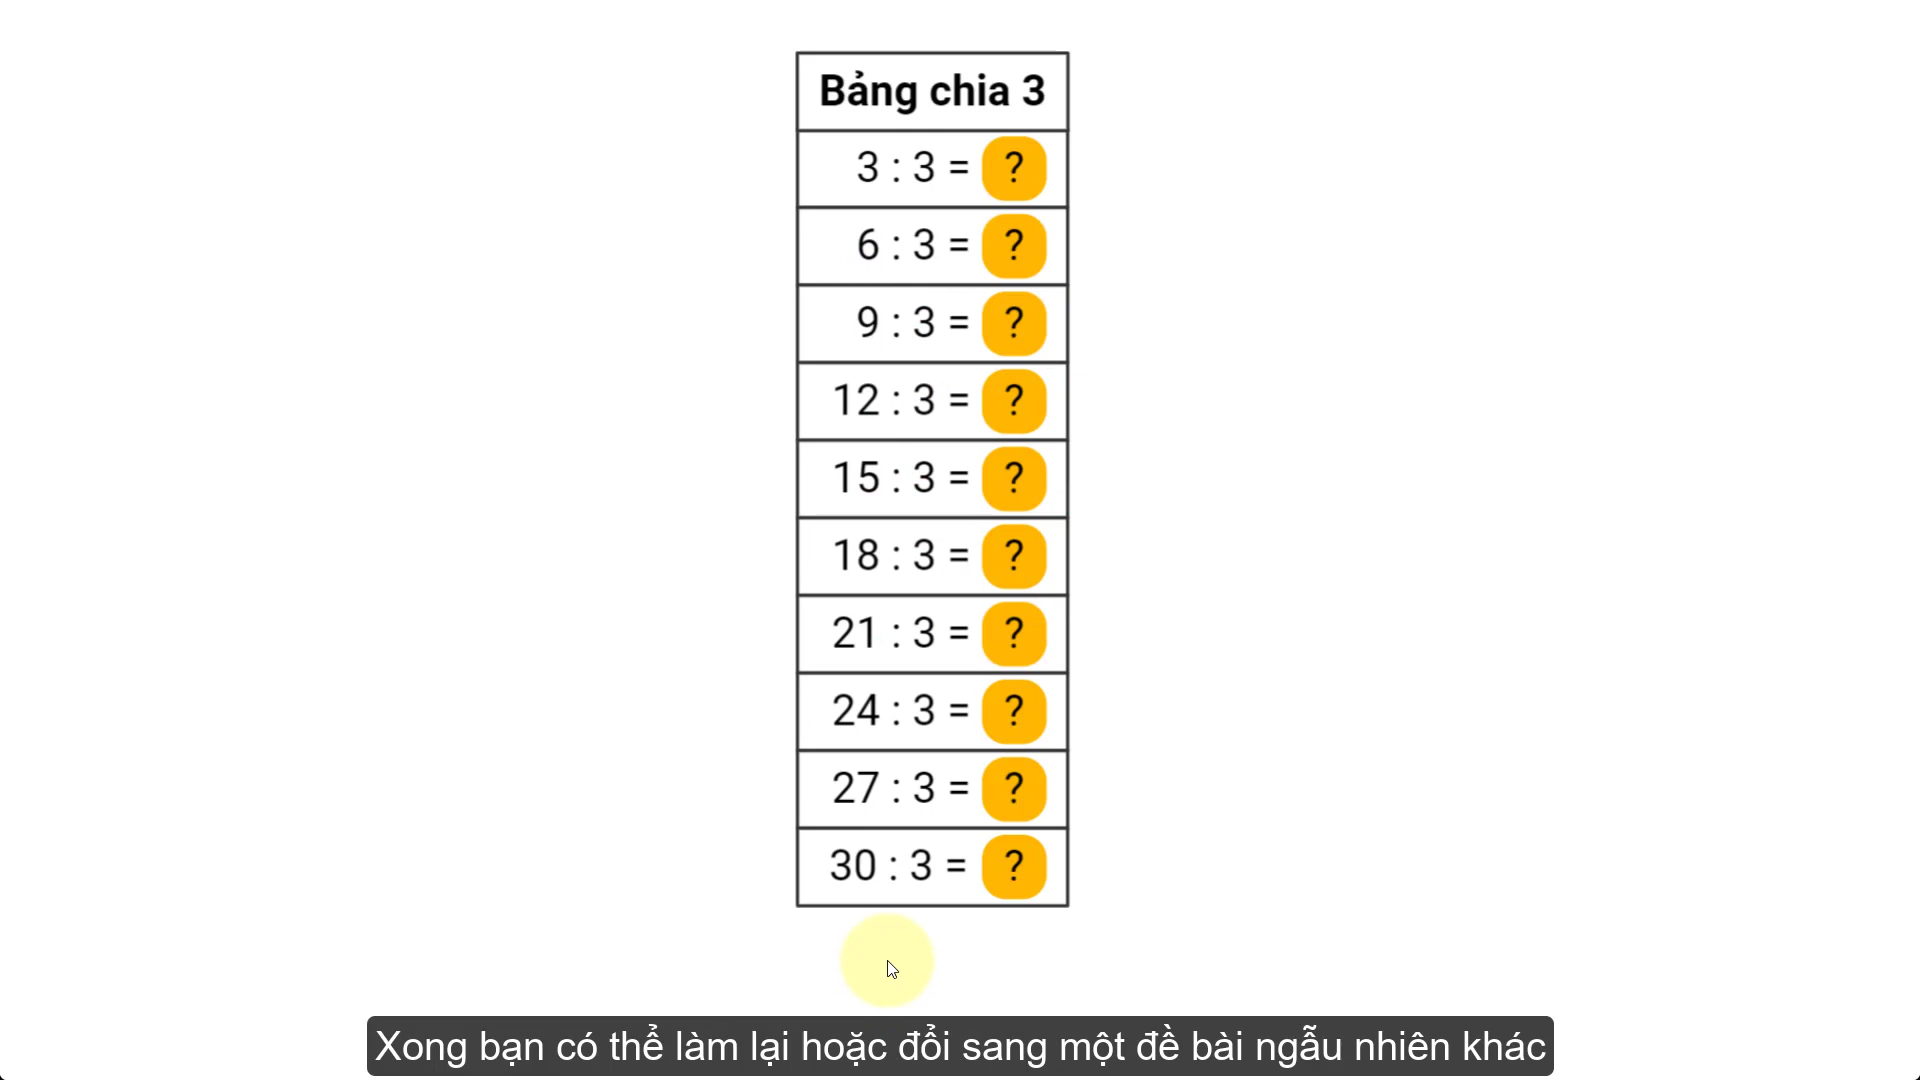 Bảng chia 3
3 : 3 = ?
6 : 3 = ?
9 : 3 = ?
12 : 3 = ?
15 : 3 = ?
18 : 3 = ?
21 : 3 = ?
24 : 3 = ?
27 : 3 = ?
30 : 3 = ?
Xong bạn có thể làm lại hoặc đổi sang một đề bài ngẫu nhiên khác